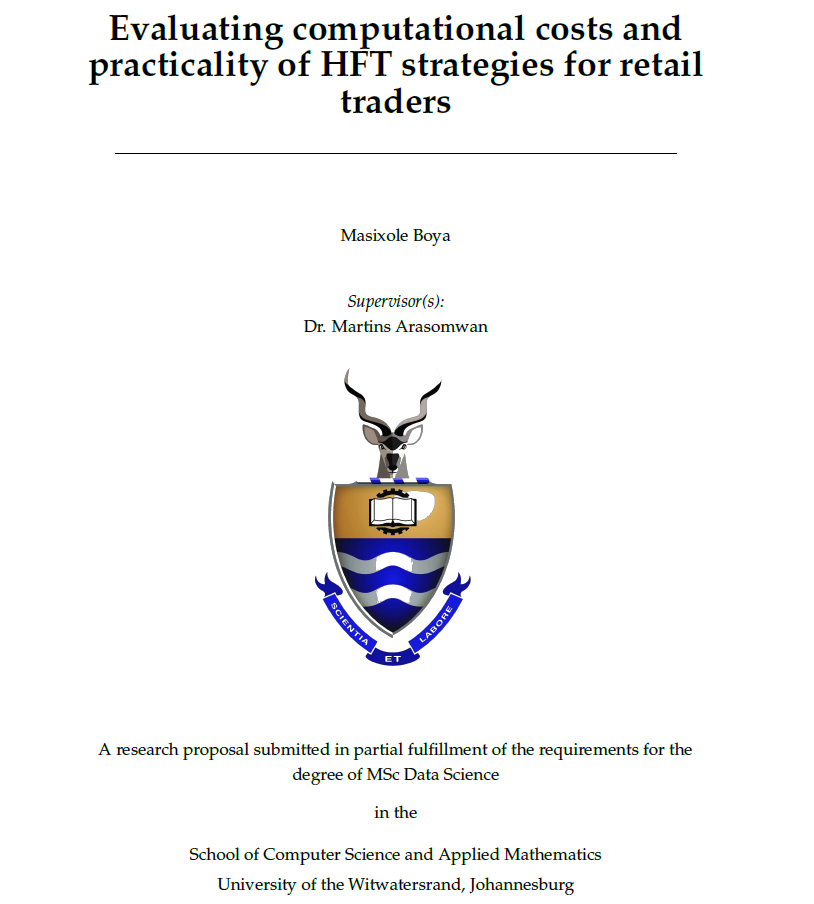 Evaluating computational costs and
practicality of HFT strategies for retail
traders
Masixole Boya
Supervisor(s):
Dr. Martins Arasomwan
SCIENTIA
ET
LABORE
A research proposal submitted in partial fulfillment of the requirements for the
degree of MSc Data Science
in the
School of Computer Science and Applied Mathematics
University of the Witwatersrand, Johannesburg